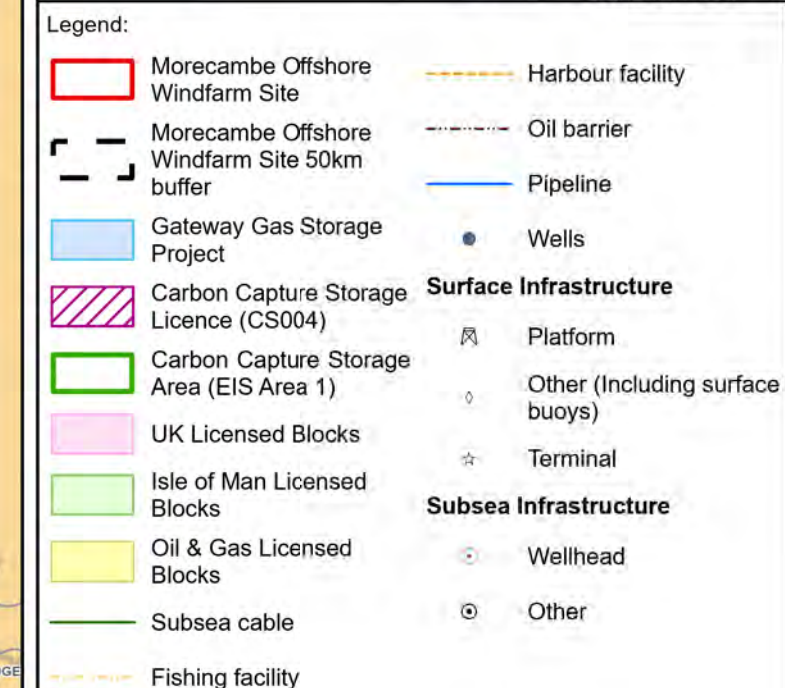 Legend:
Morecambe Offshore
Windfarm Site
Morecambe Offshore
Windfarm Site 50km
buffer
Gateway Gas Storage
Project
Carbon Capture Storage
Licence (CS004)
Carbon Capture Storage
Area (EIS Area 1)
UK Licensed Blocks
Isle of Man Licensed
Blocks
Oil & Gas Licensed
Blocks
Subsea cable
Fishing facility
Harbour facility
Oil barrier
Pipeline
Wells
Surface Infrastructure
Platform
Other (Including surface
buoys)
Terminal
Subsea Infrastructure
Wellhead
Other